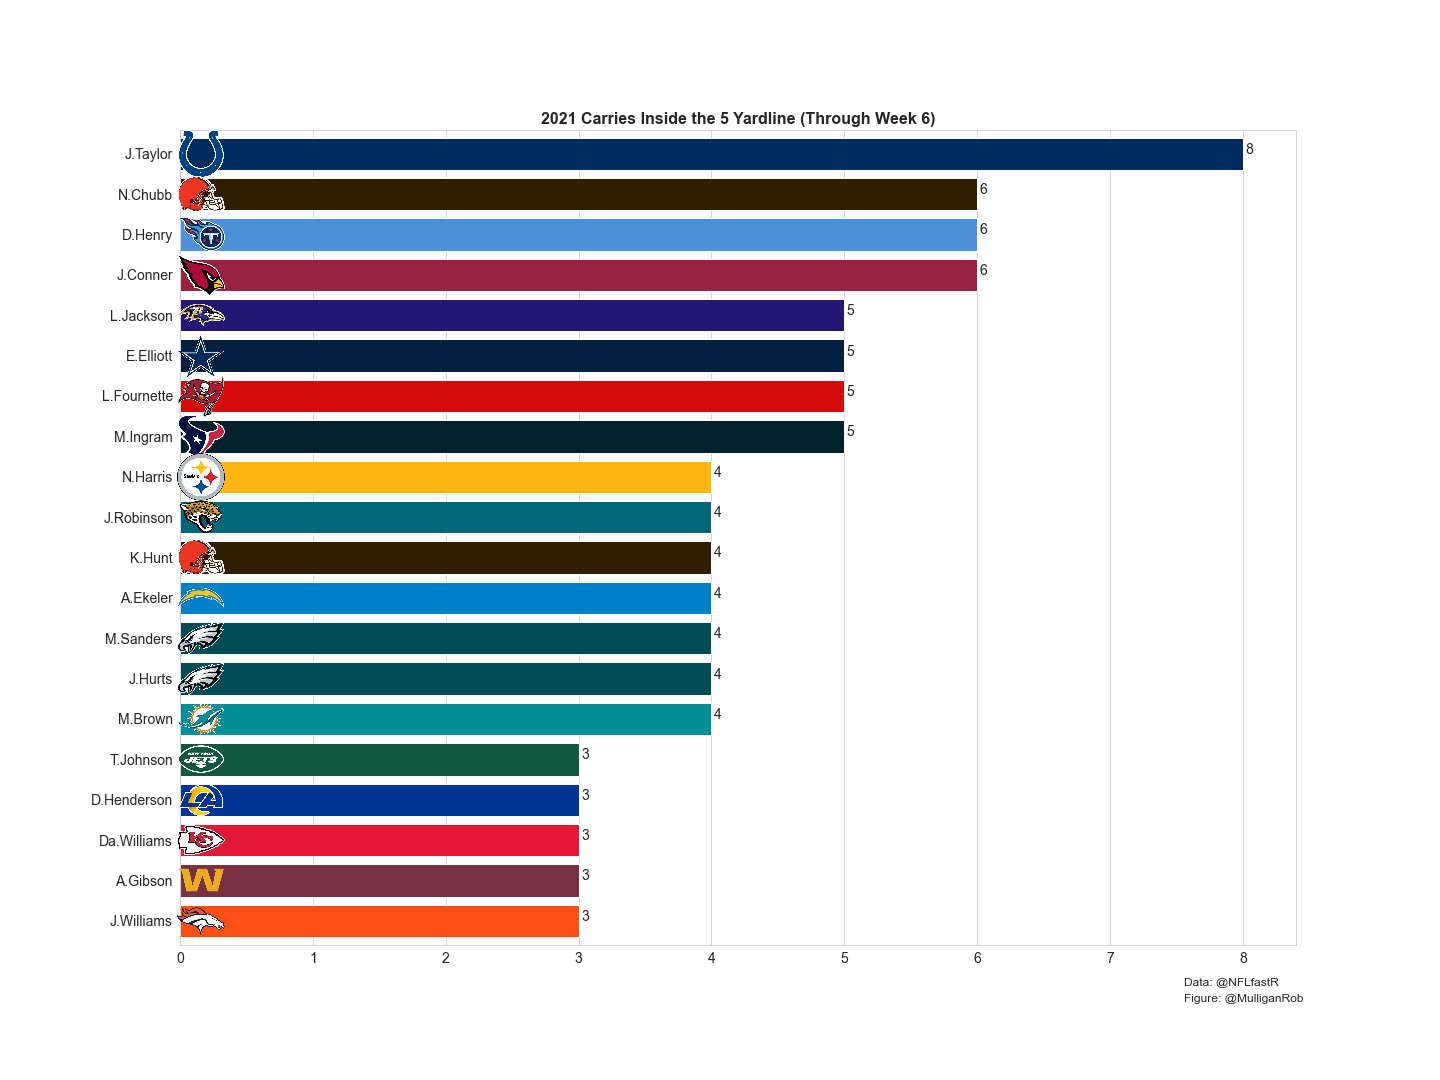 2021 Carries Inside the 5 Yardline (Through Week 6)
J.Taylor 8
N.Chubb 6
D.Henry 6
J.Conner 6
L.Jackson 5
E.Elliott 5
L.Fournette 5
M.Ingram 5
N.Harris 4
J.Robinson 4
K.Hunt 4
A.Ekeler 4
M.Sanders 4
J.Hurts 4
M.Brown 4
T.Johnson JETS 3
D.Henderson LA 3
Da.Williams KC 3
A.Gibson W 3
J.Williams 3
0 1 2 3 4 5 6 7 8
Data: @NFLfastR
Figure: @MulliganRob